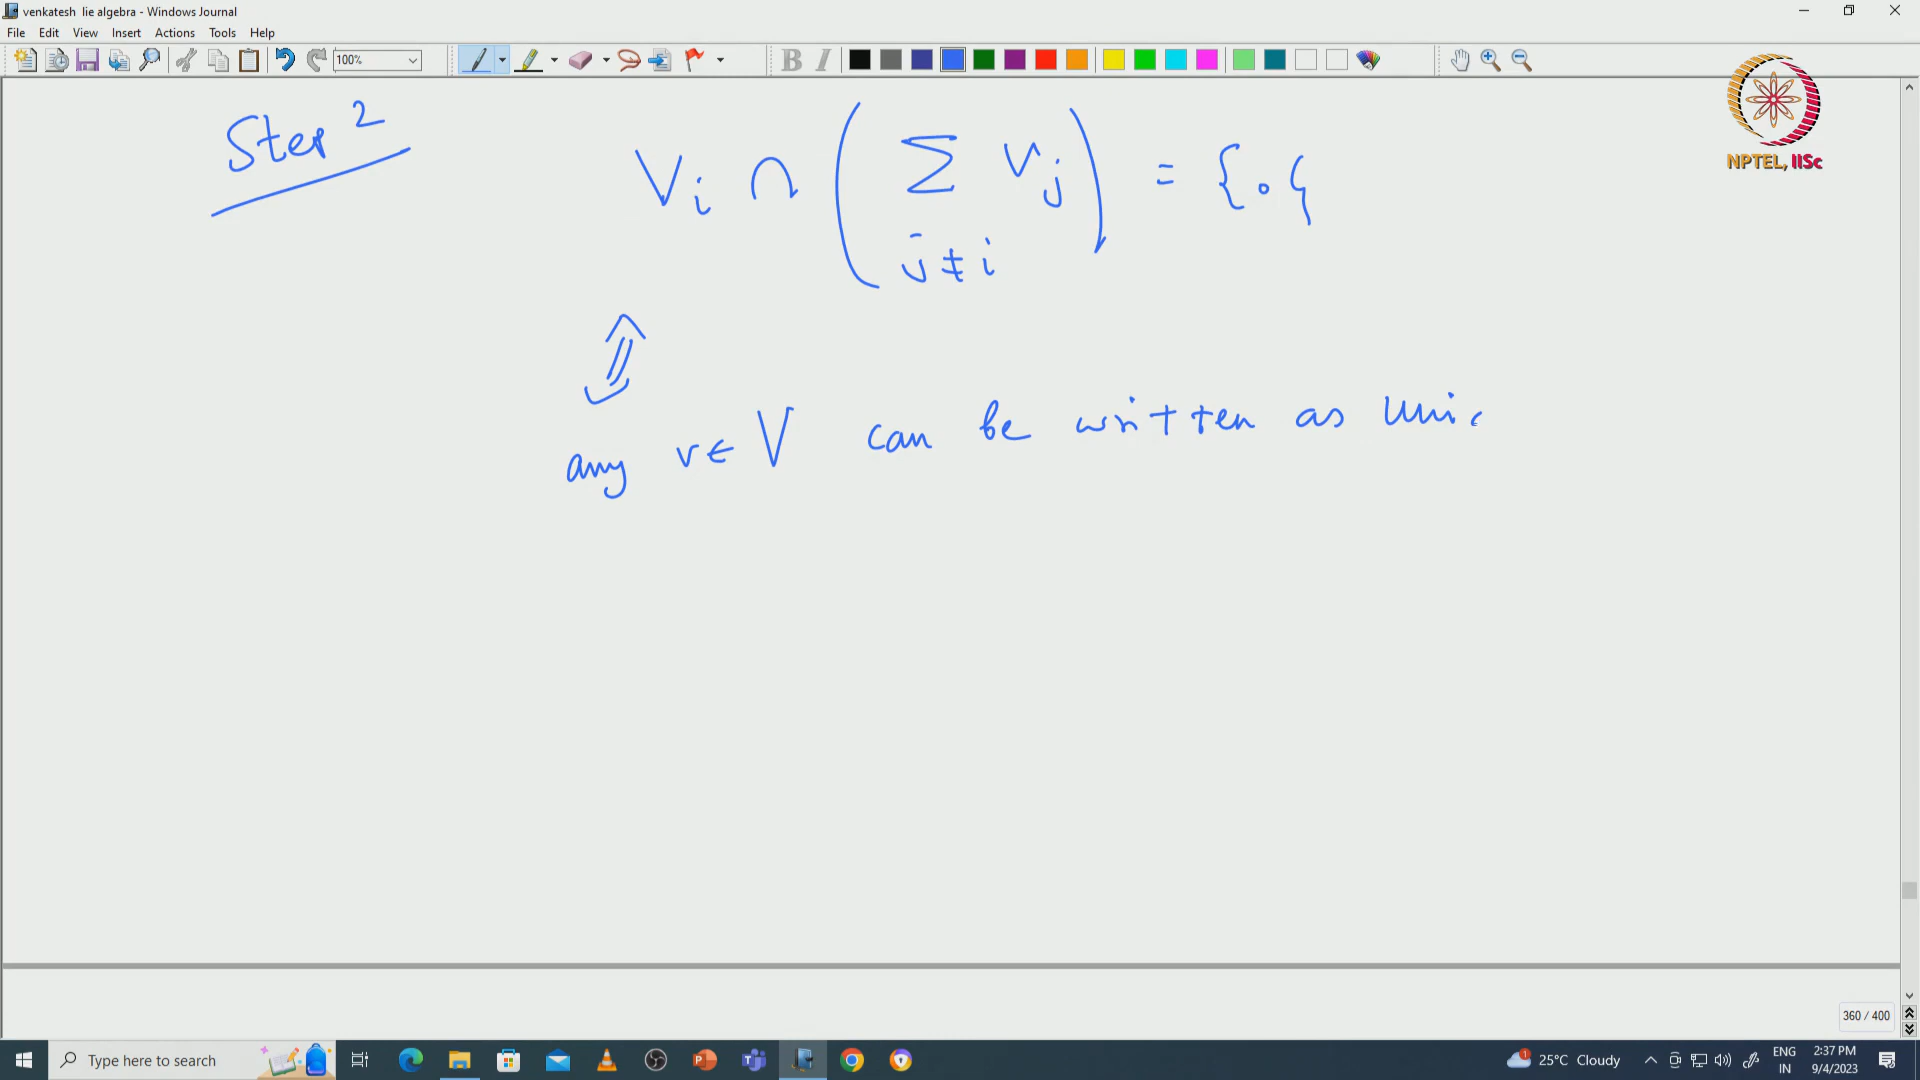 venkatesh lie algebra - Windows Journal
File Edit View Insert Actions Tools Help
100%
B I
NPTEL, IISc
Step 2
V_i ∩ ( Σ_{j≠i} V_j ) = {0}
⇕
any v ∈ V can be written as uni
360 / 400
Type here to search
1
25°C Cloudy
ENG
IN
2:37 PM
9/4/2023